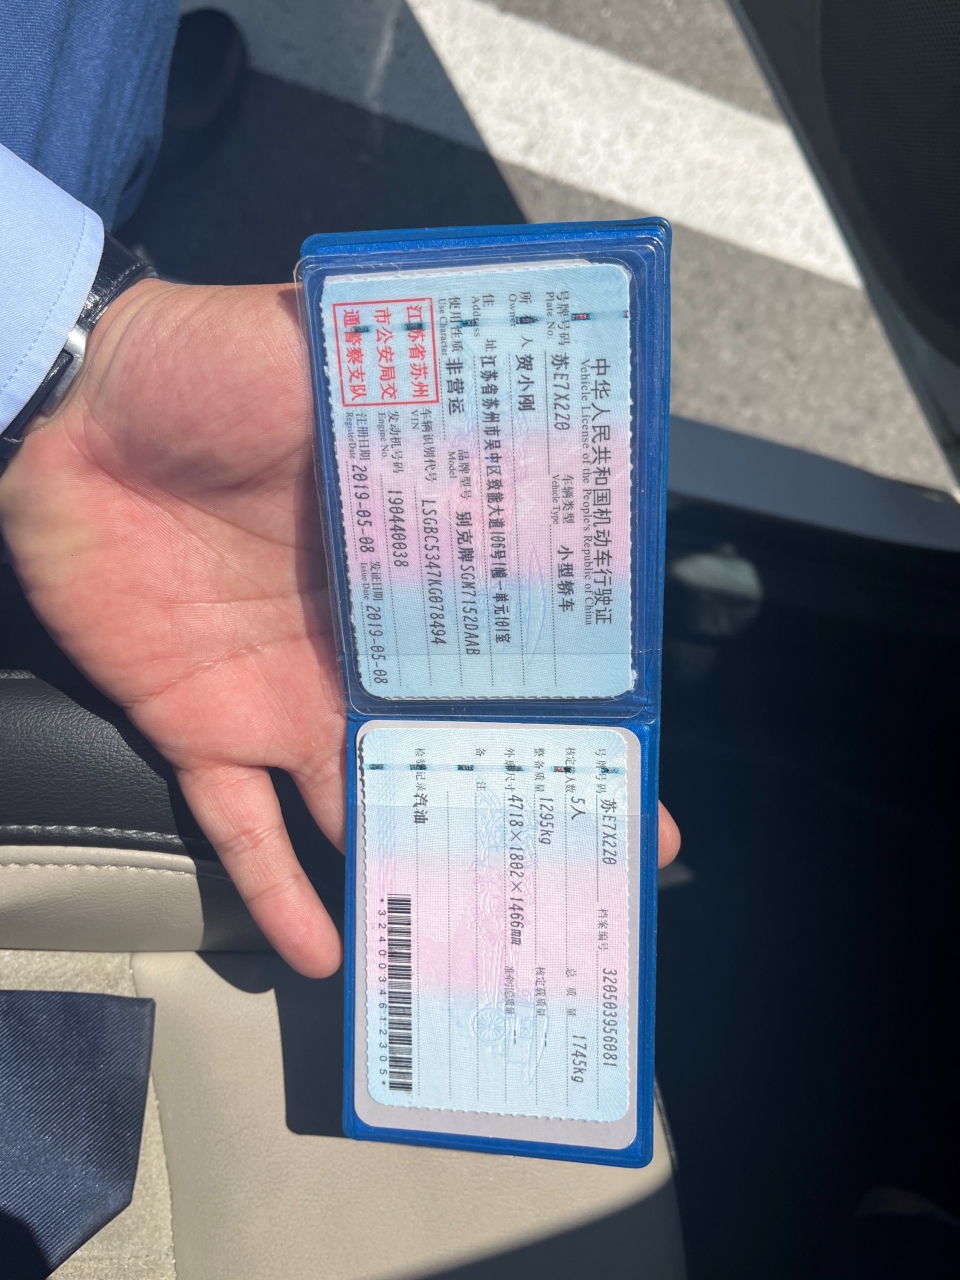 中华人民共和国机动车行驶证
Vehicle License of the People's Republic of China
号牌号码 苏E7X220 车辆类型 小型轿车
Plate No. Vehicle Type
所有人 贺小刚
Owner
住址 江苏省苏州市吴中区致能大道106号1幢一单元101室
Address
使用性质 非营运 品牌型号 别克牌SGM7152DAAB
Use Character Model
江苏省苏州
市公安局交
通警察支队
车辆识别代号 LSGBC5347KG078494
VIN
发动机号码 190440038
Engine No.
注册日期 2019-05-08 发证日期 2019-05-08
Register Date Issue Date
号牌号码 苏E7X220 档案编号 320503956081
核定载人数 5人 总质量 1745kg
整备质量 1295kg 核定载质量 --
外廓尺寸 4718×1802×1466mm 准牵引总质量 --
备注
检验记录 汽油
*3240034612305*